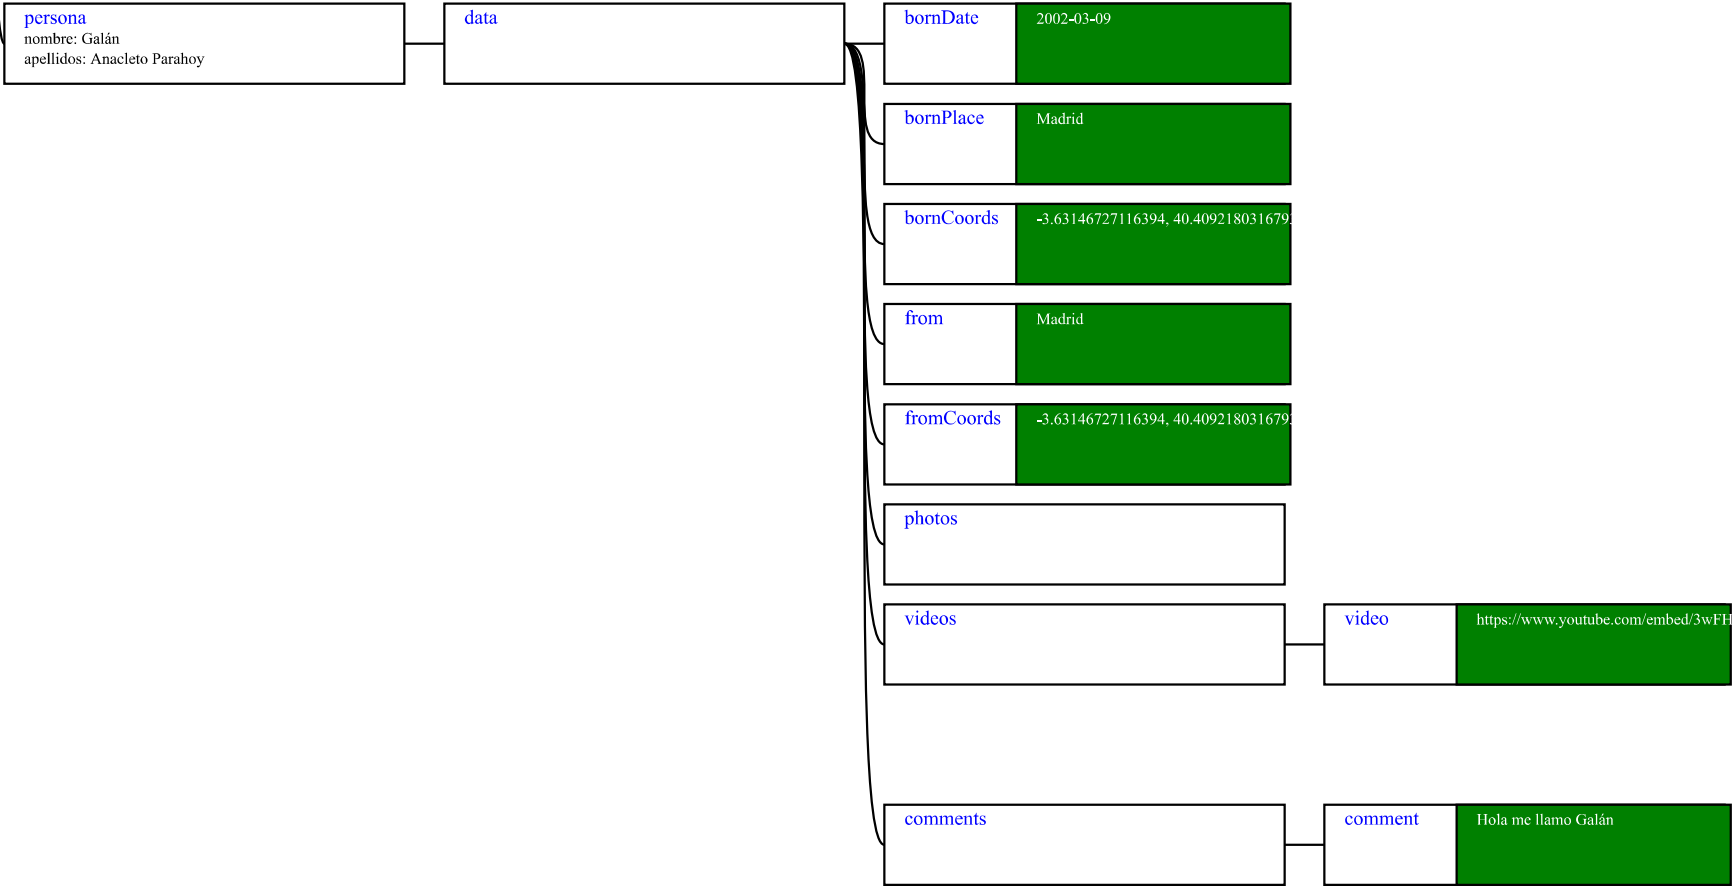 persona
nombre: Galán
apellidos: Anacleto Parahoy
data
bornDate 2002-03-09
bornPlace Madrid
bornCoords -3.63146727116394, 40.4092180316793
from Madrid
fromCoords -3.63146727116394, 40.4092180316793
photos
videos
video https://www.youtube.com/embed/3wFH
comments
comment Hola me llamo Galán